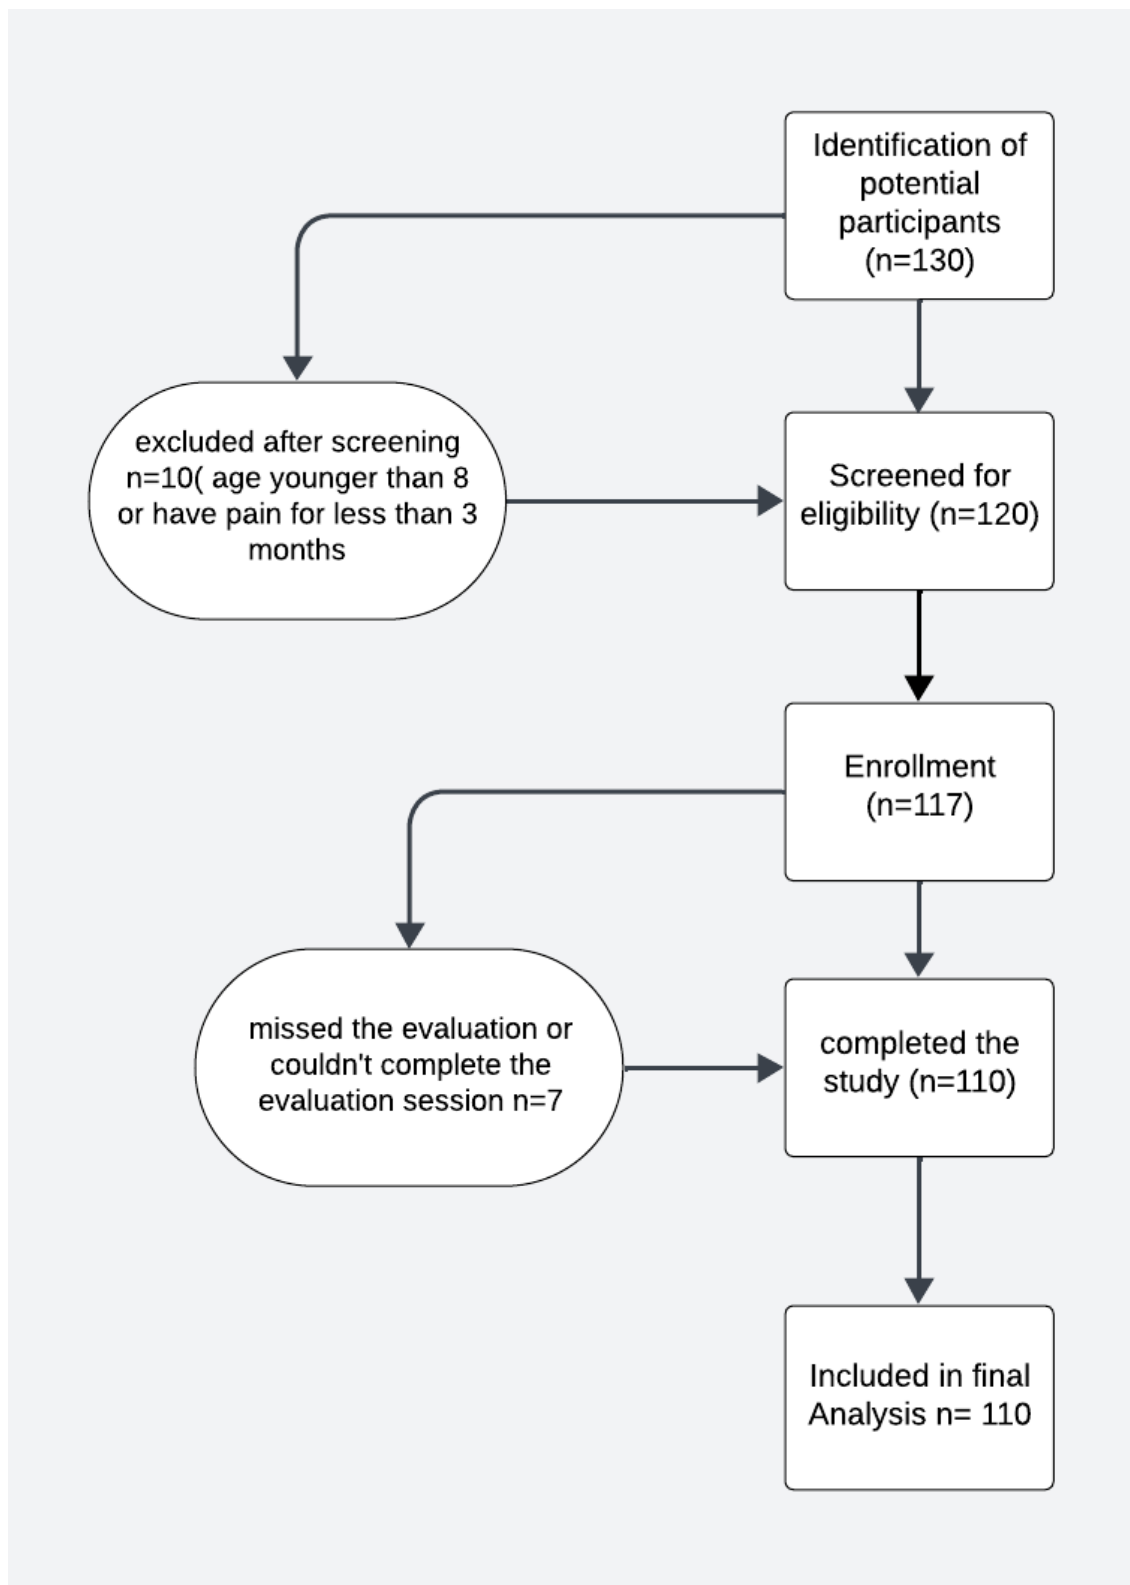 Identification of
potential
participants
(n=130)
excluded after screening
n=10( age younger than 8
or have pain for less than 3
months
Screened for
eligibility (n=120)
Enrollment
(n=117)
missed the evaluation or
couldn't complete the
evaluation session n=7
completed the
study (n=110)
Included in final
Analysis n= 110